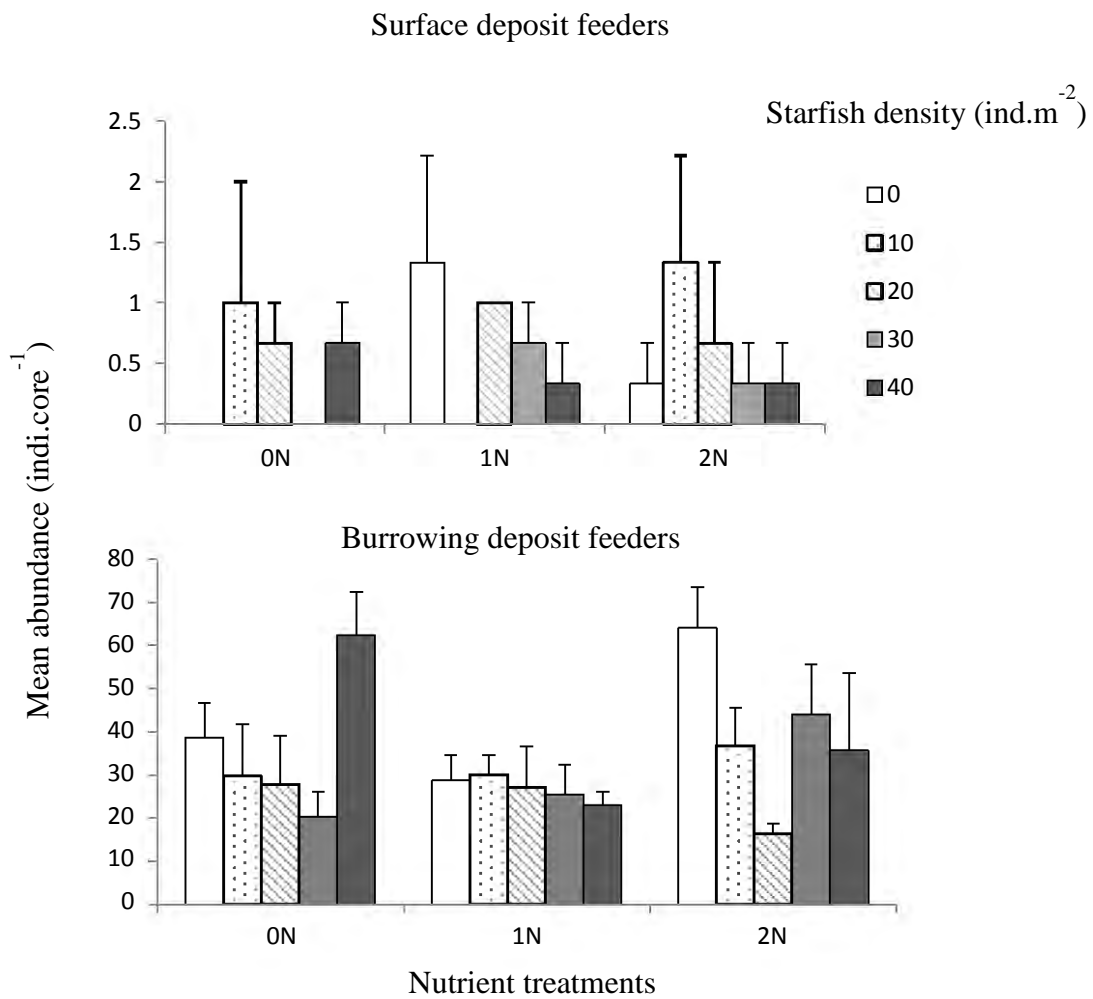 Surface deposit feeders
Starfish density (ind.m-2)
2.5
2
1.5
1
0.5
0
0N 1N 2N
0
10
20
30
40
Mean abundance (indi.core-1)
Burrowing deposit feeders
80
70
60
50
40
30
20
10
0
0N 1N 2N
Nutrient treatments